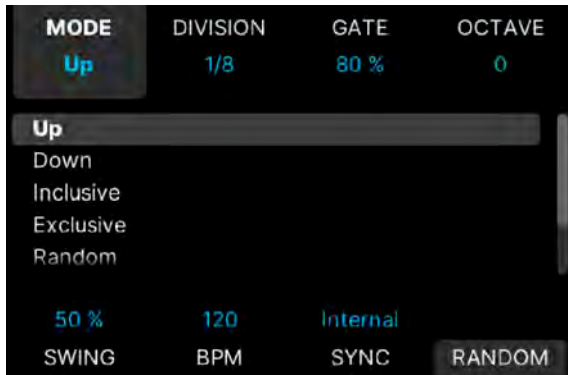 MODE DIVISION GATE OCTAVE
Up 1/8 80 % 0
Up
Down
Inclusive
Exclusive
Random
50 % 120 Internal
SWING BPM SYNC RANDOM